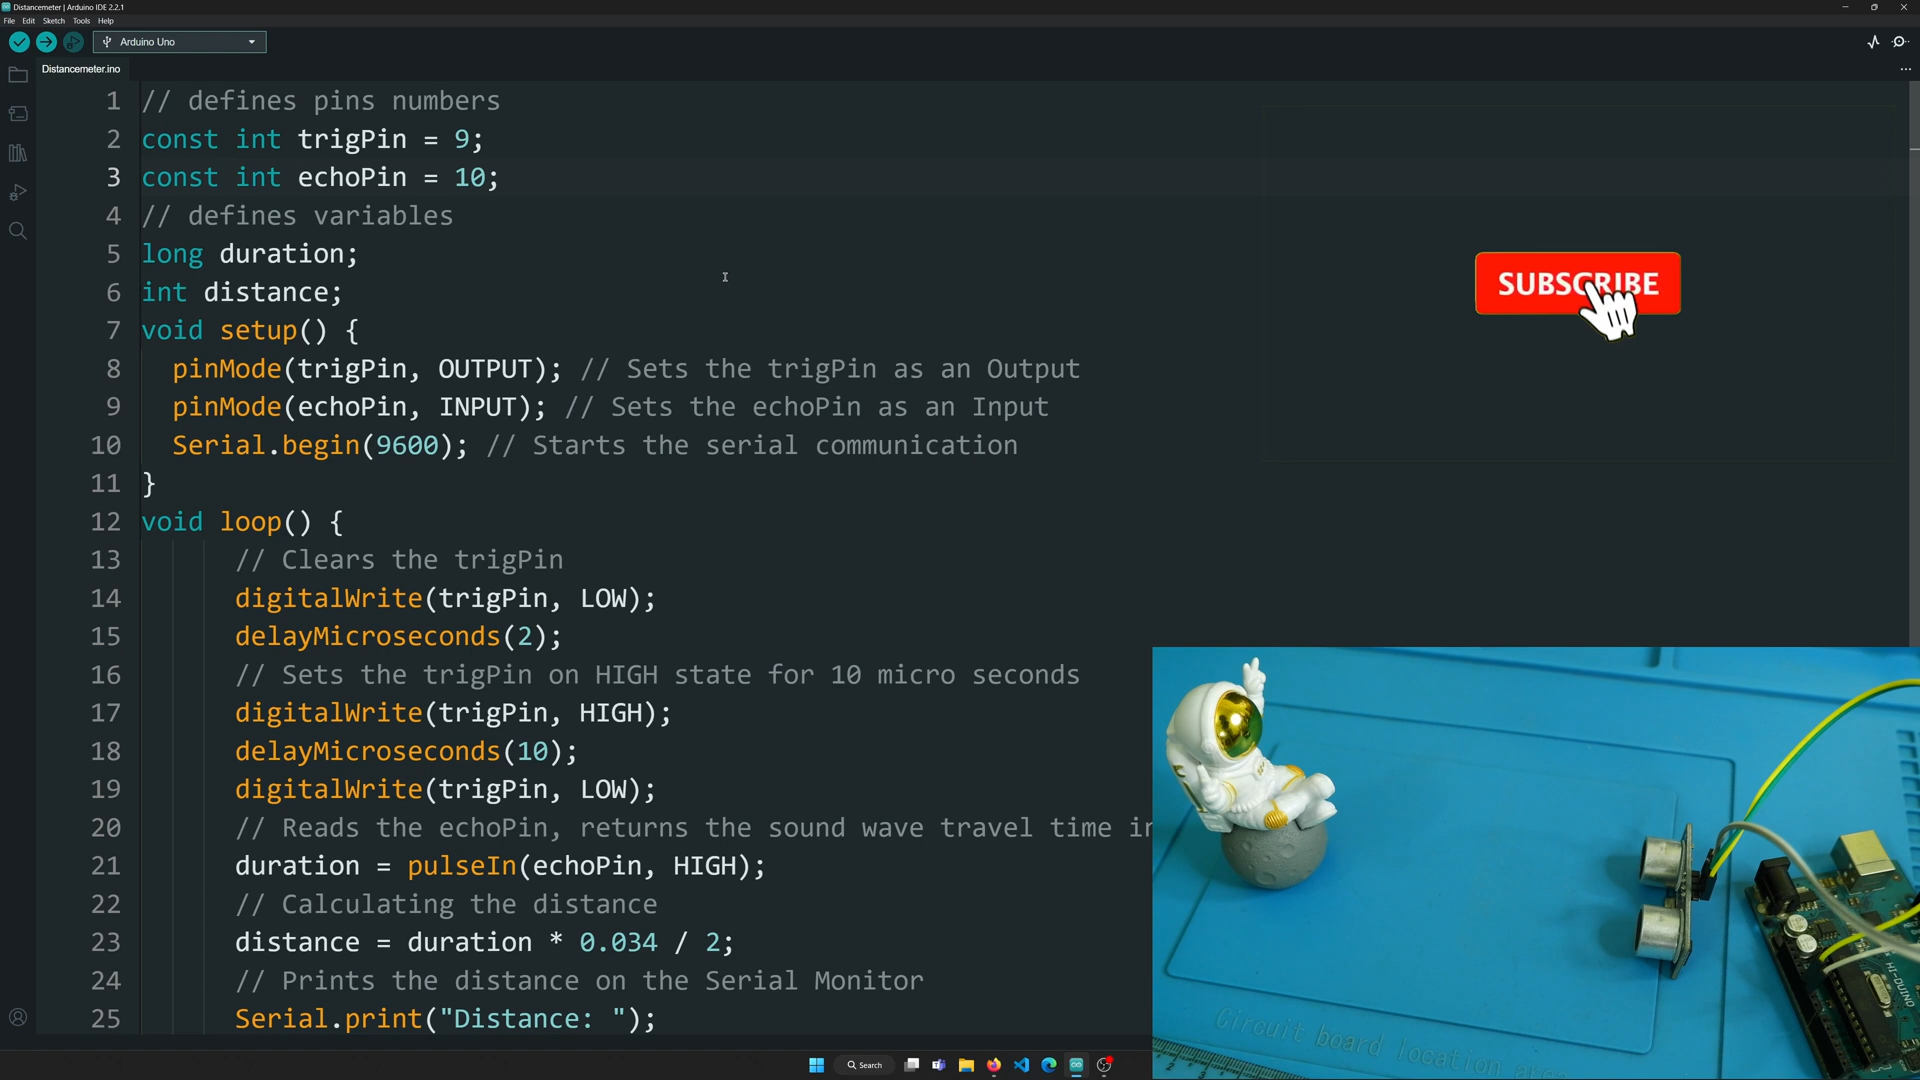 Distancemeter | Arduino IDE 2.2.1
File Edit Sketch Tools Help
Arduino Uno
Distancemeter.ino
1 // defines pins numbers
2 const int trigPin = 9;
3 const int echoPin = 10;
4 // defines variables
5 long duration;
6 int distance;
7 void setup() {
8 pinMode(trigPin, OUTPUT); // Sets the trigPin as an Output
9 pinMode(echoPin, INPUT); // Sets the echoPin as an Input
10 Serial.begin(9600); // Starts the serial communication
11 }
12 void loop() {
13 // Clears the trigPin
14 digitalWrite(trigPin, LOW);
15 delayMicroseconds(2);
16 // Sets the trigPin on HIGH state for 10 micro seconds
17 digitalWrite(trigPin, HIGH);
18 delayMicroseconds(10);
19 digitalWrite(trigPin, LOW);
20 // Reads the echoPin, returns the sound wave travel time in
21 duration = pulseIn(echoPin, HIGH);
22 // Calculating the distance
23 distance = duration * 0.034 / 2;
24 // Prints the distance on the Serial Monitor
25 Serial.print("Distance: ");
SUBSCRIBE
HI-DUINO
Circuit board location area
Search